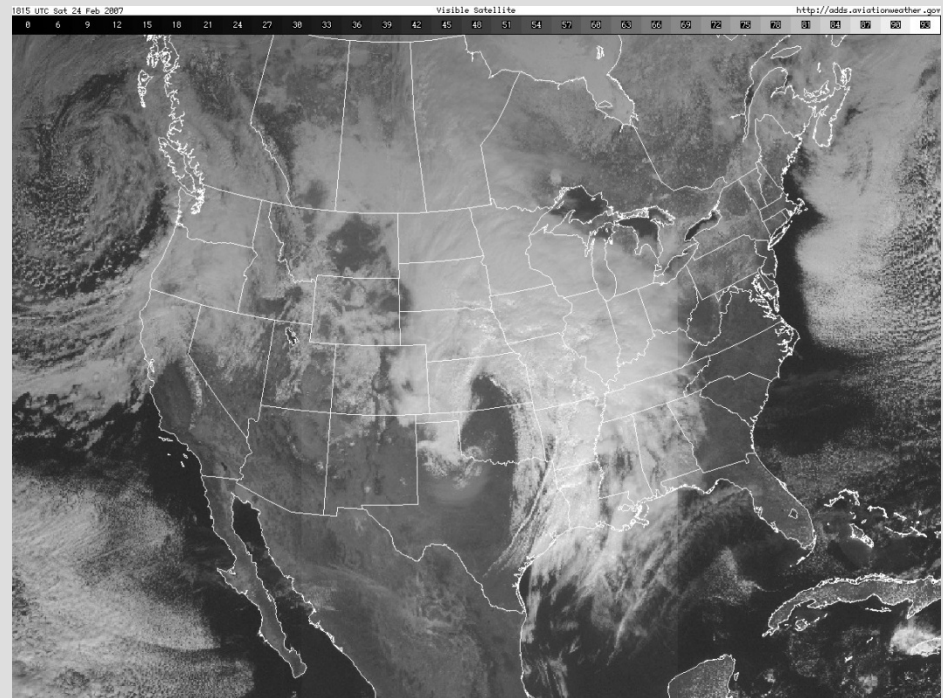 1815 UTC Sat 24 Feb 2007 Visible Satellite http://adds.aviationweather.gov
0 6 9 12 15 18 21 24 27 30 33 36 39 42 45 48 51 54 57 60 63 66 69 72 75 78 81 84 87 90 93